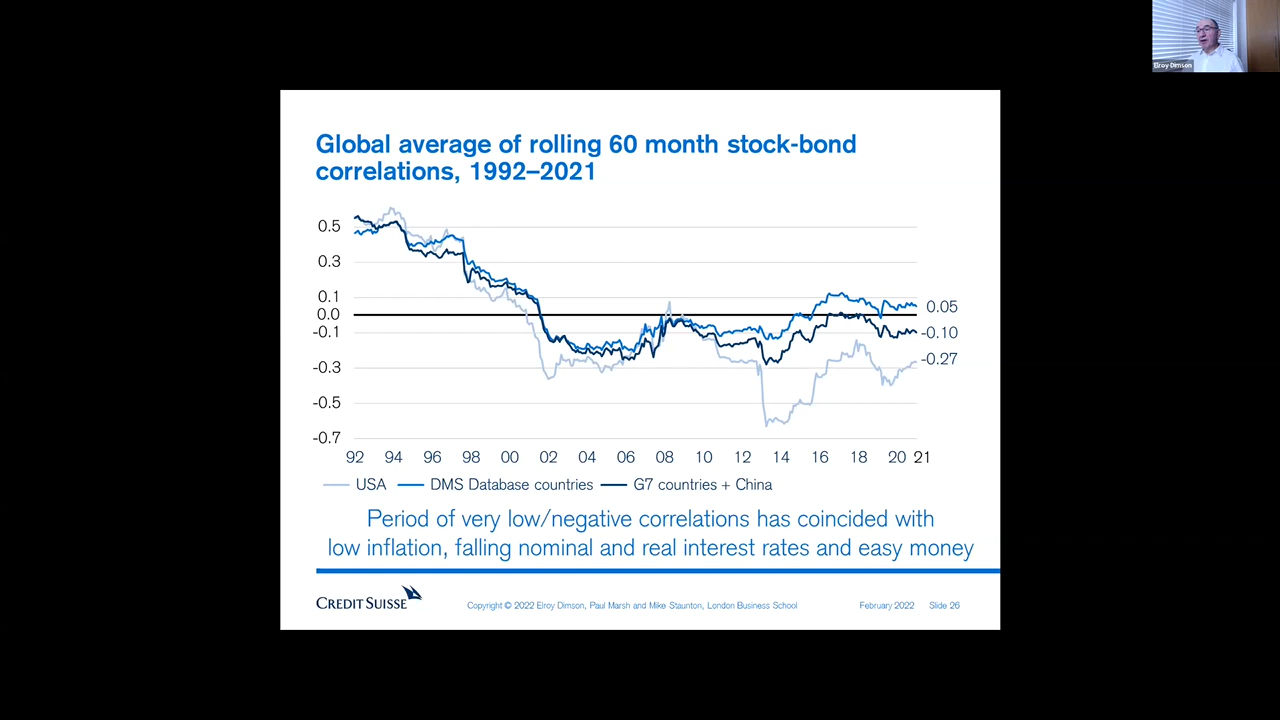 Elroy Dimson
Global average of rolling 60 month stock-bond
correlations, 1992–2021
0.5
0.3
0.1
0.0
-0.1
-0.3
-0.5
-0.7
0.05
-0.10
-0.27
92 94 96 98 00 02 04 06 08 10 12 14 16 18 20 21
USA DMS Database countries G7 countries + China
Period of very low/negative correlations has coincided with
low inflation, falling nominal and real interest rates and easy money
CREDIT SUISSE
Copyright © 2022 Elroy Dimson, Paul Marsh and Mike Staunton, London Business School
February 2022 Slide 26